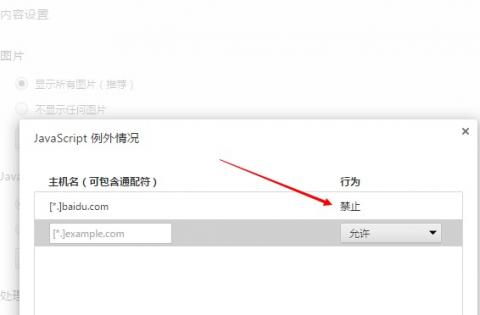 内容设置
图片
显示所有图片（推荐）
不显示任何图片
JavaScript 例外情况
主机名（可包含通配符） 行为
[*.]baidu.com 禁止
[*.]example.com 允许
Java
处理